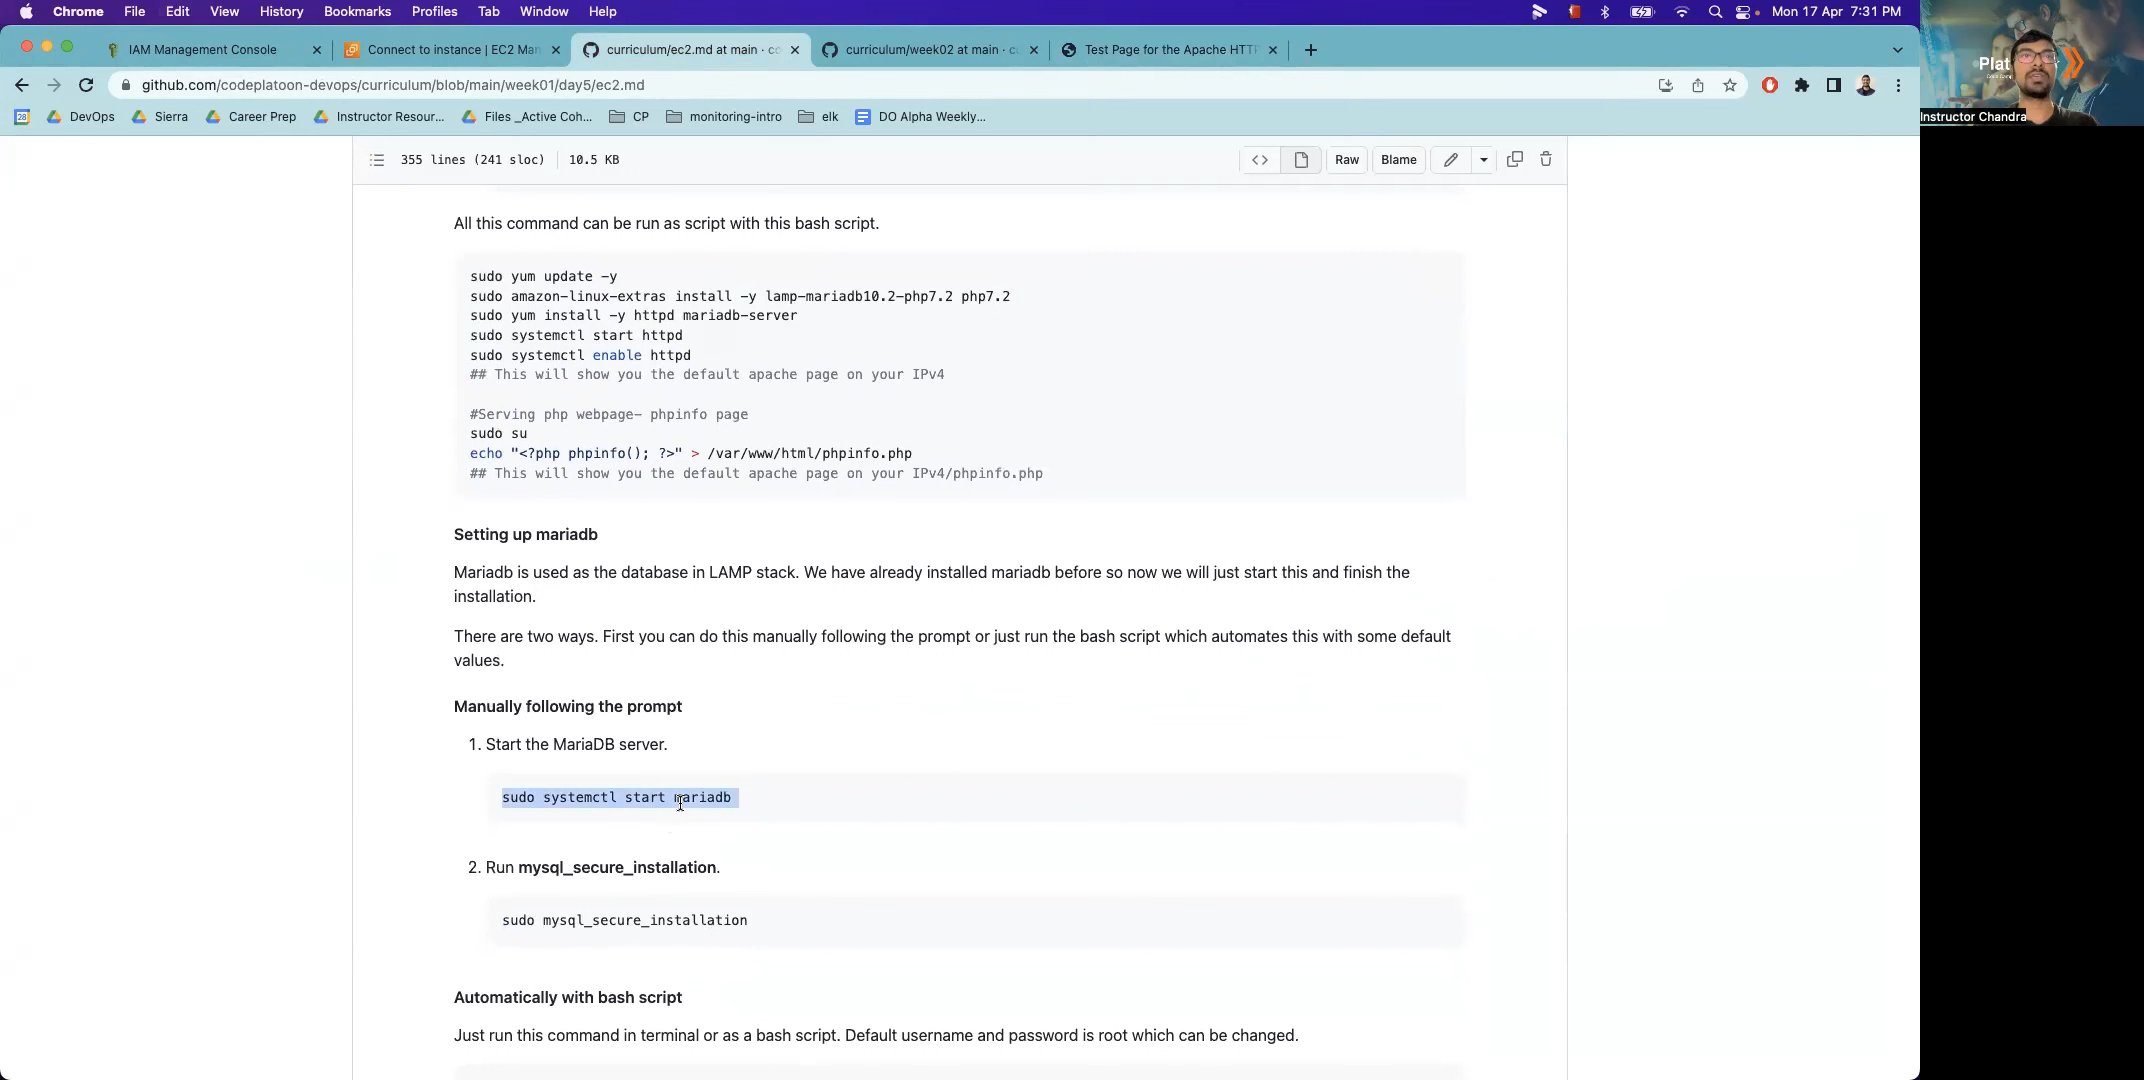 Chrome File Edit View History Bookmarks Profiles Tab Window Help Mon 17 Apr 7:31 PM
IAM Management Console Connect to instance | EC2 Man curriculum/ec2.md at main · co curriculum/week02 at main · cu Test Page for the Apache HTTP
github.com/codeplatoon-devops/curriculum/blob/main/week01/day5/ec2.md
28 DevOps Sierra Career Prep Instructor Resour... Files _Active Coh... CP monitoring-intro elk DO Alpha Weekly...
Plat
Instructor Chandra
355 lines (241 sloc) 10.5 KB <> Raw Blame
All this command can be run as script with this bash script.
sudo yum update -y
sudo amazon-linux-extras install -y lamp-mariadb10.2-php7.2 php7.2
sudo yum install -y httpd mariadb-server
sudo systemctl start httpd
sudo systemctl enable httpd
## This will show you the default apache page on your IPv4
#Serving php webpage- phpinfo page
sudo su
echo "<?php phpinfo(); ?>" > /var/www/html/phpinfo.php
## This will show you the default apache page on your IPv4/phpinfo.php
Setting up mariadb
Mariadb is used as the database in LAMP stack. We have already installed mariadb before so now we will just start this and finish the
installation.
There are two ways. First you can do this manually following the prompt or just run the bash script which automates this with some default
values.
Manually following the prompt
1. Start the MariaDB server.
sudo systemctl start mariadb
2. Run mysql_secure_installation.
sudo mysql_secure_installation
Automatically with bash script
Just run this command in terminal or as a bash script. Default username and password is root which can be changed.